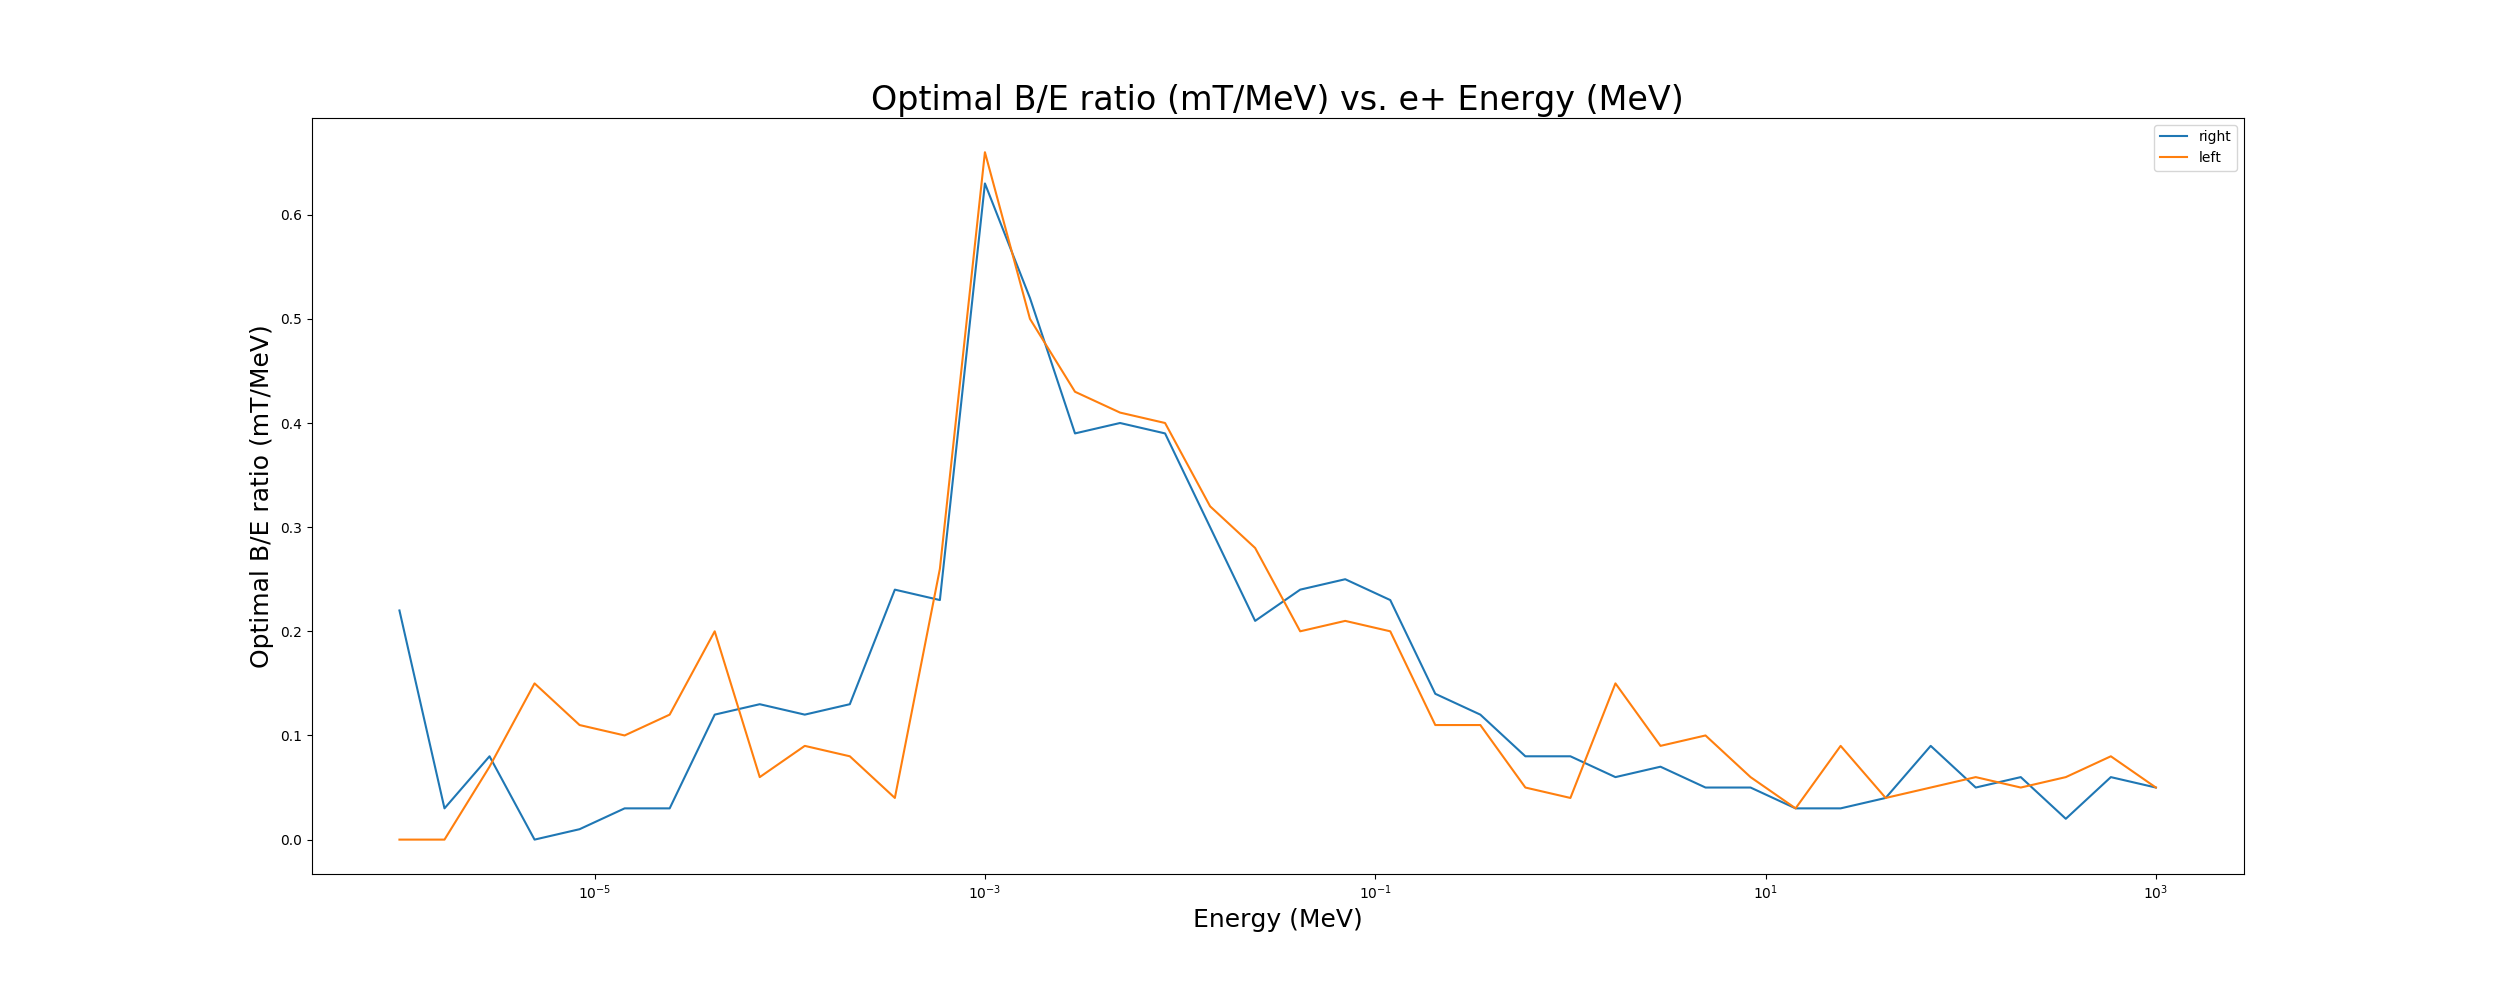 Optimal B/E ratio (mT/MeV) vs. e+ Energy (MeV)
right
left
Optimal B/E ratio (mT/MeV)
0.6
0.5
0.4
0.3
0.2
0.1
0.0
10⁻⁵ 10⁻³ 10⁻¹ 10¹ 10³
Energy (MeV)